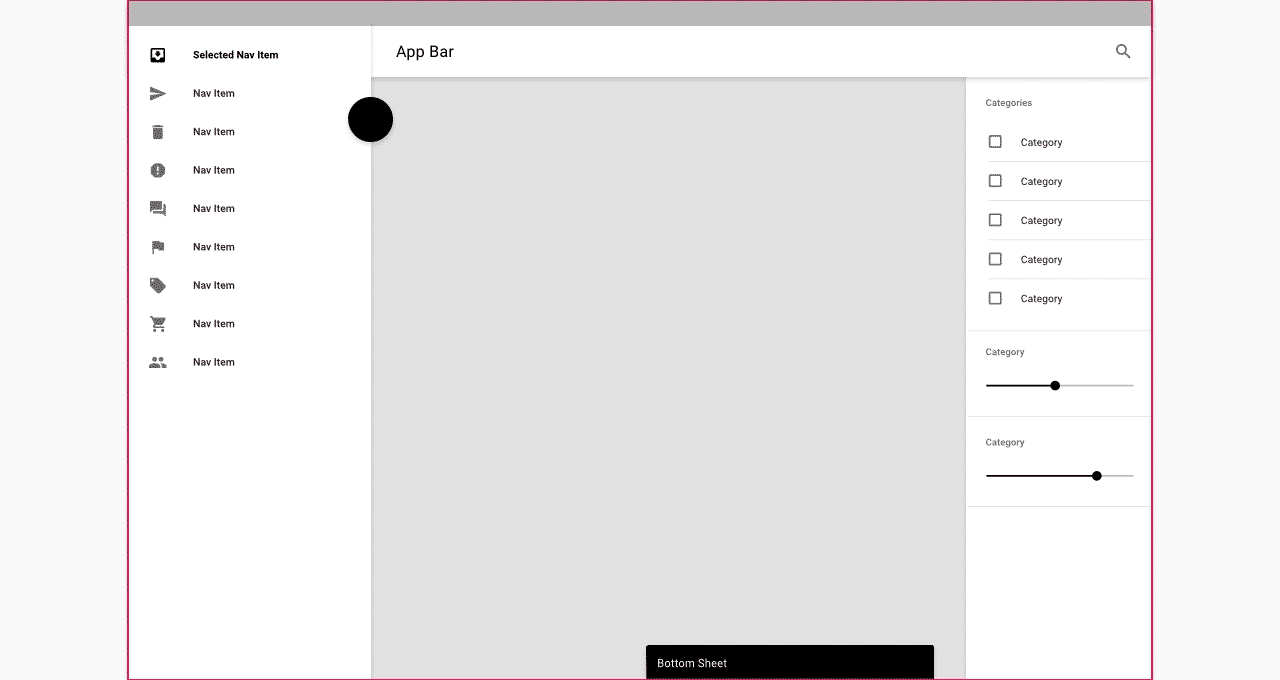 Selected Nav Item
Nav Item
Nav Item
Nav Item
Nav Item
Nav Item
Nav Item
Nav Item
Nav Item
App Bar
Categories
Category
Category
Category
Category
Category
Category
Category
Bottom Sheet